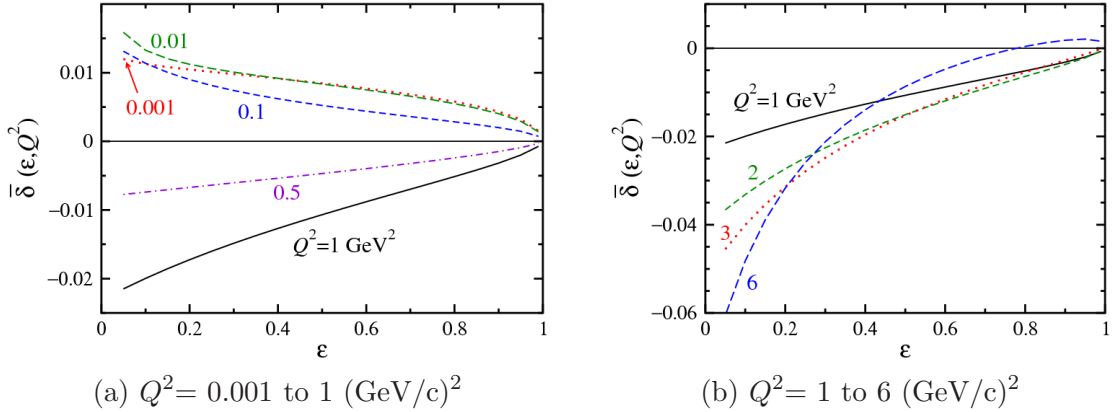 0.01
0.01
0.001
0.1
0
δ̄ (ε,Q²)
0.5
−0.01
Q²=1 GeV²
−0.02
0 0.2 0.4 0.6 0.8 1
ε
(a) Q²= 0.001 to 1 (GeV/c)²
0
Q²=1 GeV²
−0.02
δ̄ (ε,Q²)
2
−0.04
3
6
−0.06
0 0.2 0.4 0.6 0.8 1
ε
(b) Q²= 1 to 6 (GeV/c)²